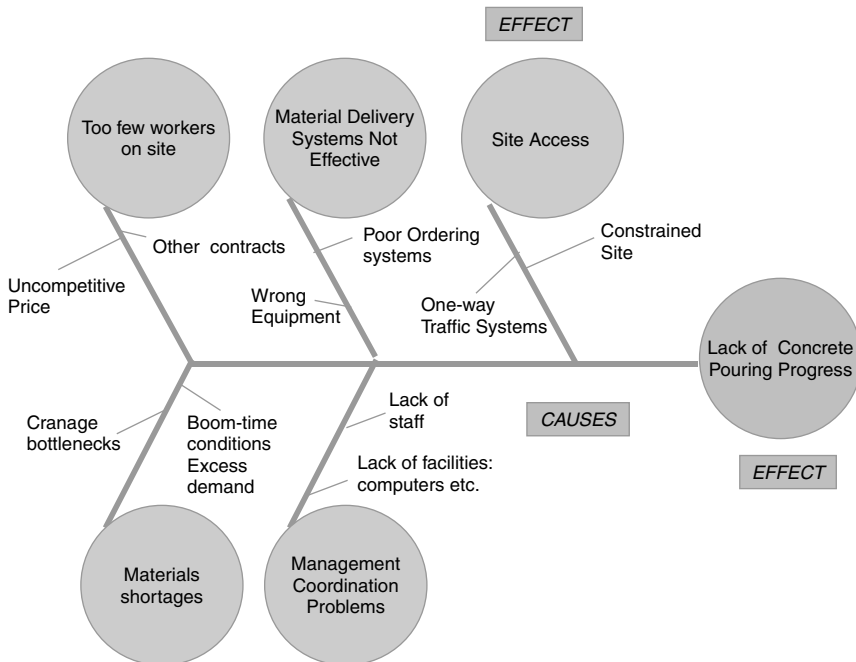 EFFECT
Too few workers
on site
Material Delivery
Systems Not
Effective
Site Access
Other contracts
Uncompetitive
Price
Poor Ordering
systems
Wrong
Equipment
Constrained
Site
One-way
Traffic Systems
Lack of Concrete
Pouring Progress
Cranage
bottlenecks
Boom-time
conditions
Excess
demand
Lack of
staff
Lack of facilities:
computers etc.
CAUSES
EFFECT
Materials
shortages
Management
Coordination
Problems